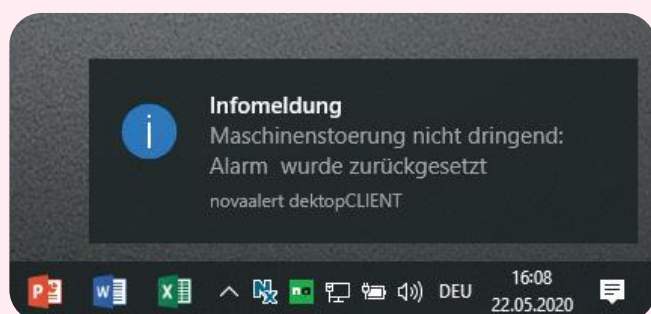 Infomeldung
Maschinenstoerung nicht dringend:
Alarm wurde zurückgesetzt
novaalert dektopCLIENT
DEU
16:08
22.05.2020